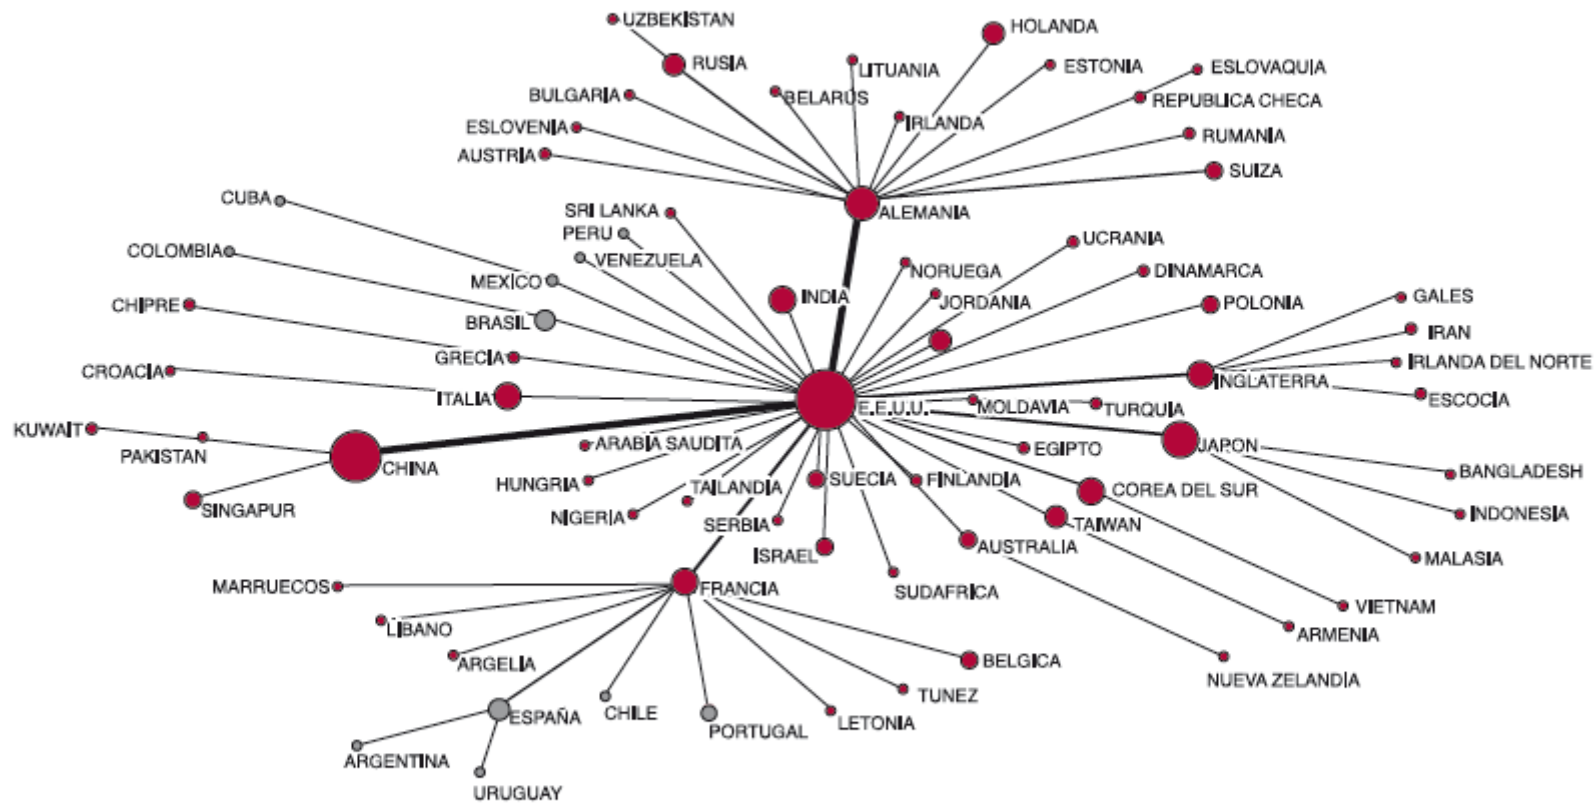 UZBEKISTAN
HOLANDA
RUSIA
LITUANIA
ESTONIA
ESLOVAQUIA
BULGARIA
BELARUS
REPUBLICA CHECA
ESLOVENIA
IRLANDA
RUMANIA
AUSTRIA
SUIZA
CUBA
SRI LANKA
ALEMANIA
PERU
UCRANIA
COLOMBIA
VENEZUELA
NORUEGA
DINAMARCA
MEXICO
INDIA
JORDANIA
POLONIA
GALES
CHIPRE
BRASIL
IRAN
GRECIA
IRLANDA DEL NORTE
CROACIA
INGLATERRA
ITALIA
E.E.U.U.
MOLDAVIA
TURQUIA
ESCOCIA
KUWAIT
PAKISTAN
ARABIA SAUDITA
EGIPTO
JAPON
CHINA
BANGLADESH
HUNGRIA
TAILANDIA
SUECIA
FINLANDIA
COREA DEL SUR
SINGAPUR
NIGERIA
SERBIA
TAIWAN
INDONESIA
ISRAEL
AUSTRALIA
MALASIA
MARRUECOS
FRANCIA
SUDAFRICA
VIETNAM
LIBANO
ARMENIA
ARGELIA
BELGICA
NUEVA ZELANDIA
TUNEZ
ESPAÑA
CHILE
PORTUGAL
LETONIA
ARGENTINA
URUGUAY